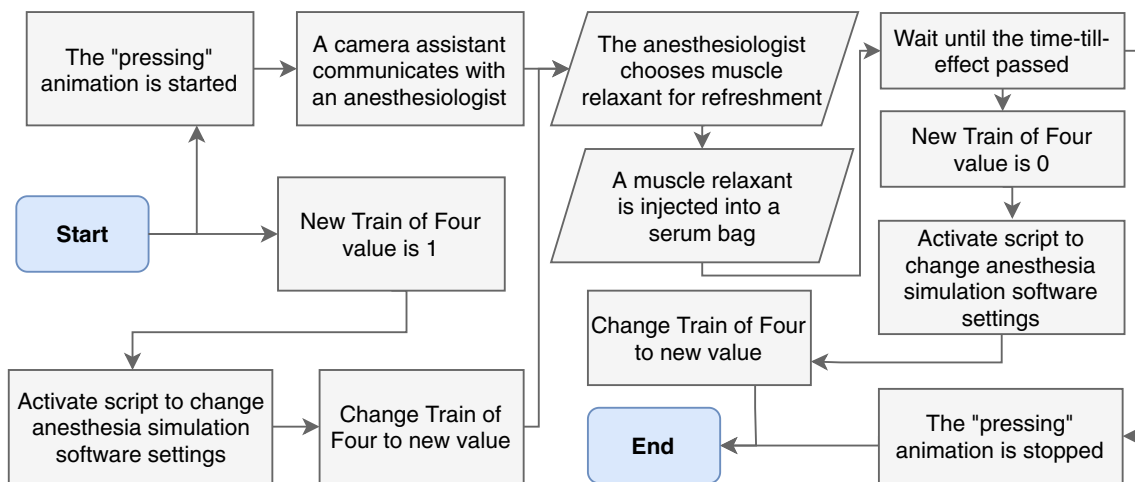 The "pressing"
animation is started
A camera assistant
communicates with
an anesthesiologist
The anesthesiologist
chooses muscle
relaxant for refreshment
Wait until the time-till-
effect passed
New Train of Four
value is 0
A muscle relaxant
is injected into a
serum bag
Start
New Train of Four
value is 1
Activate script to
change anesthesia
simulation software
settings
Change Train of Four
to new value
Activate script to change
anesthesia simulation
software settings
Change Train of
Four to new value
End
The "pressing"
animation is stopped